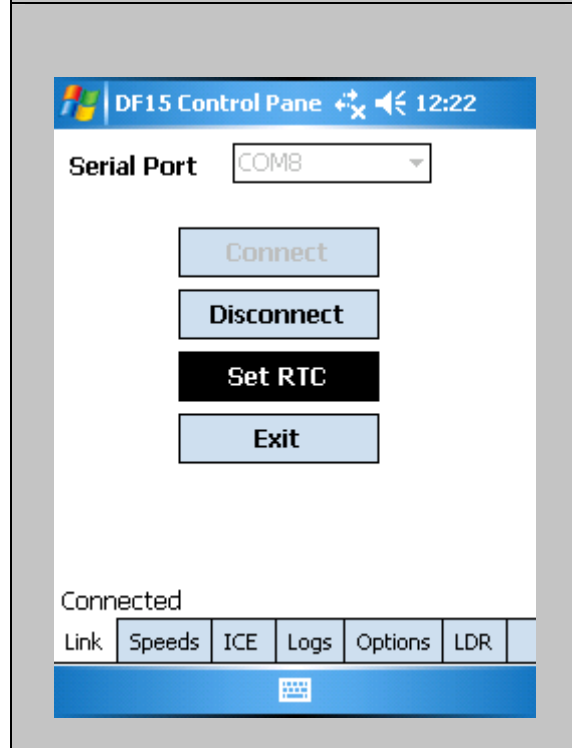 DF15 Control Pane 12:22
Serial Port COM8
Connect
Disconnect
Set RTC
Exit
Connected
Link Speeds ICE Logs Options LDR